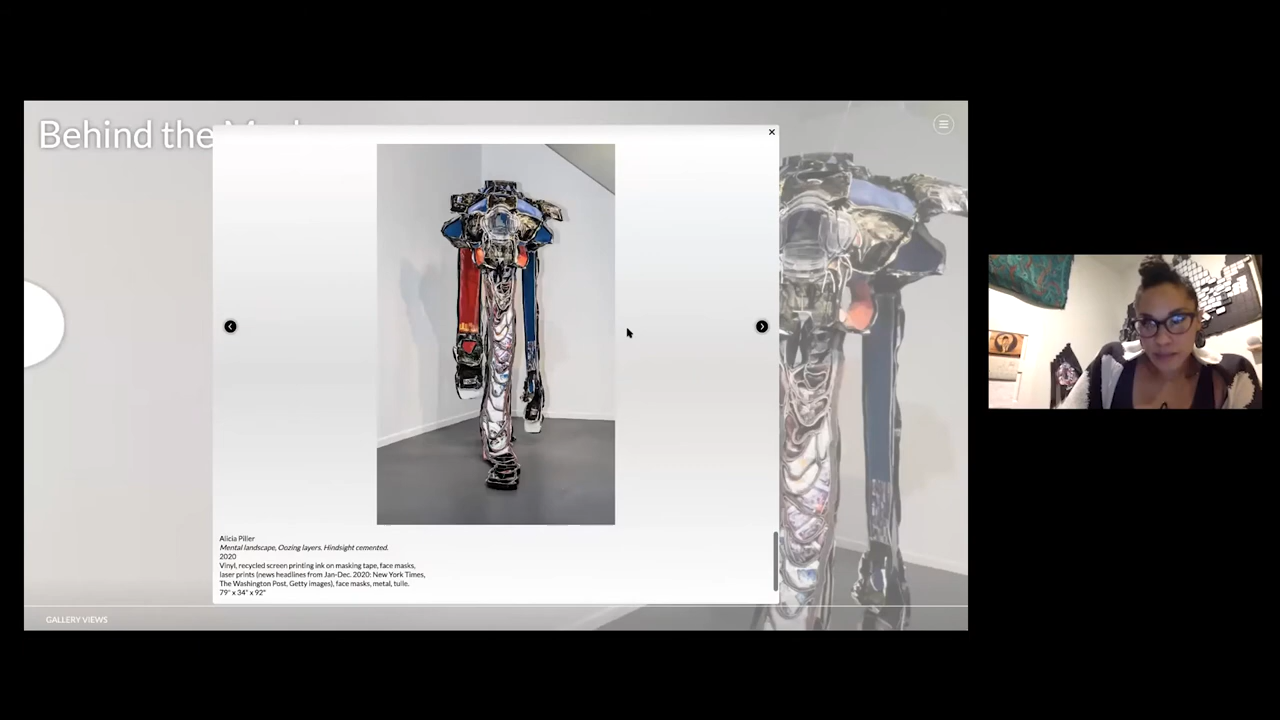 Behind the
Alicia Piller
Mental landscape, Oozing layers. Hindsight cemented.
2020
Vinyl, recycled screen printing ink on masking tape, face masks,
laser prints (news headlines from Jan-Dec. 2020: New York Times,
The Washington Post, Getty images), face masks, metal, tulle.
79" x 34" x 92"
GALLERY VIEWS